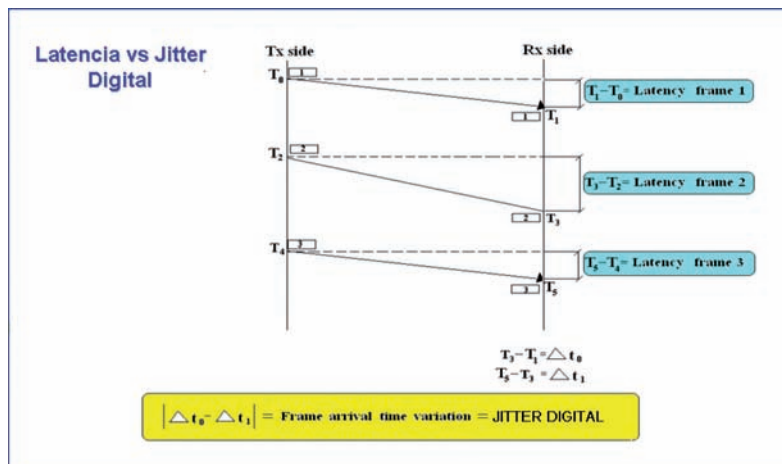 Latencia vs Jitter
Digital
Tx side
Rx side
T0
1
T1-T0= Latency frame 1
1
T1
T2
2
T3-T2= Latency frame 2
2
T3
T4
3
T5-T4= Latency frame 3
3
T5
T3-T1=△t0
T5-T3 =△t1
|△t0-△t1| = Frame arrival time variation = JITTER DIGITAL